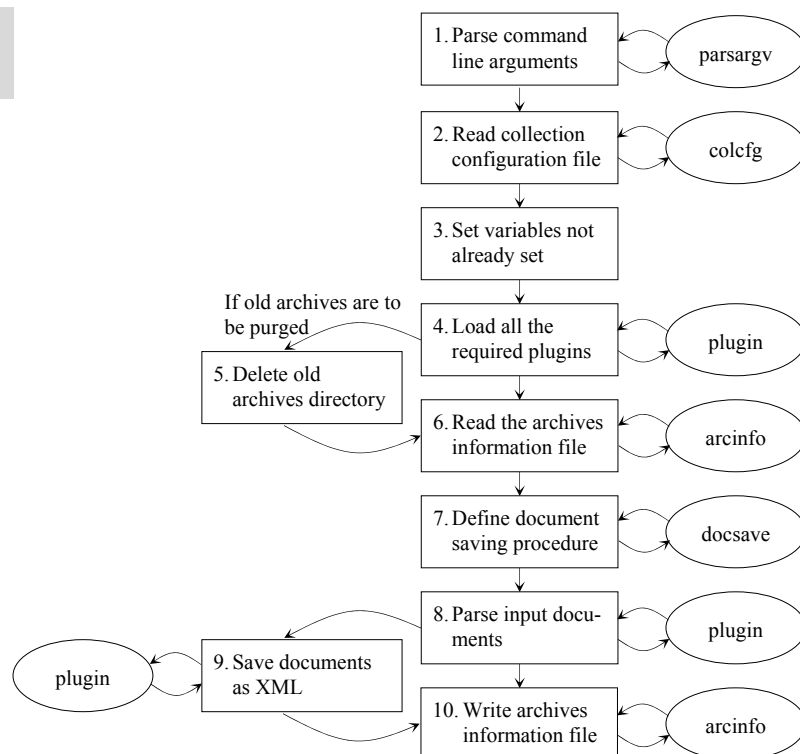 1. Parse command
line arguments
parsargv
2. Read collection
configuration file
colcfg
3. Set variables not
already set
If old archives are to
be purged
4. Load all the
required plugins
plugin
5. Delete old
archives directory
6. Read the archives
information file
arcinfo
7. Define document
saving procedure
docsave
8. Parse input docu-
ments
plugin
9. Save documents
as XML
plugin
10. Write archives
information file
arcinfo